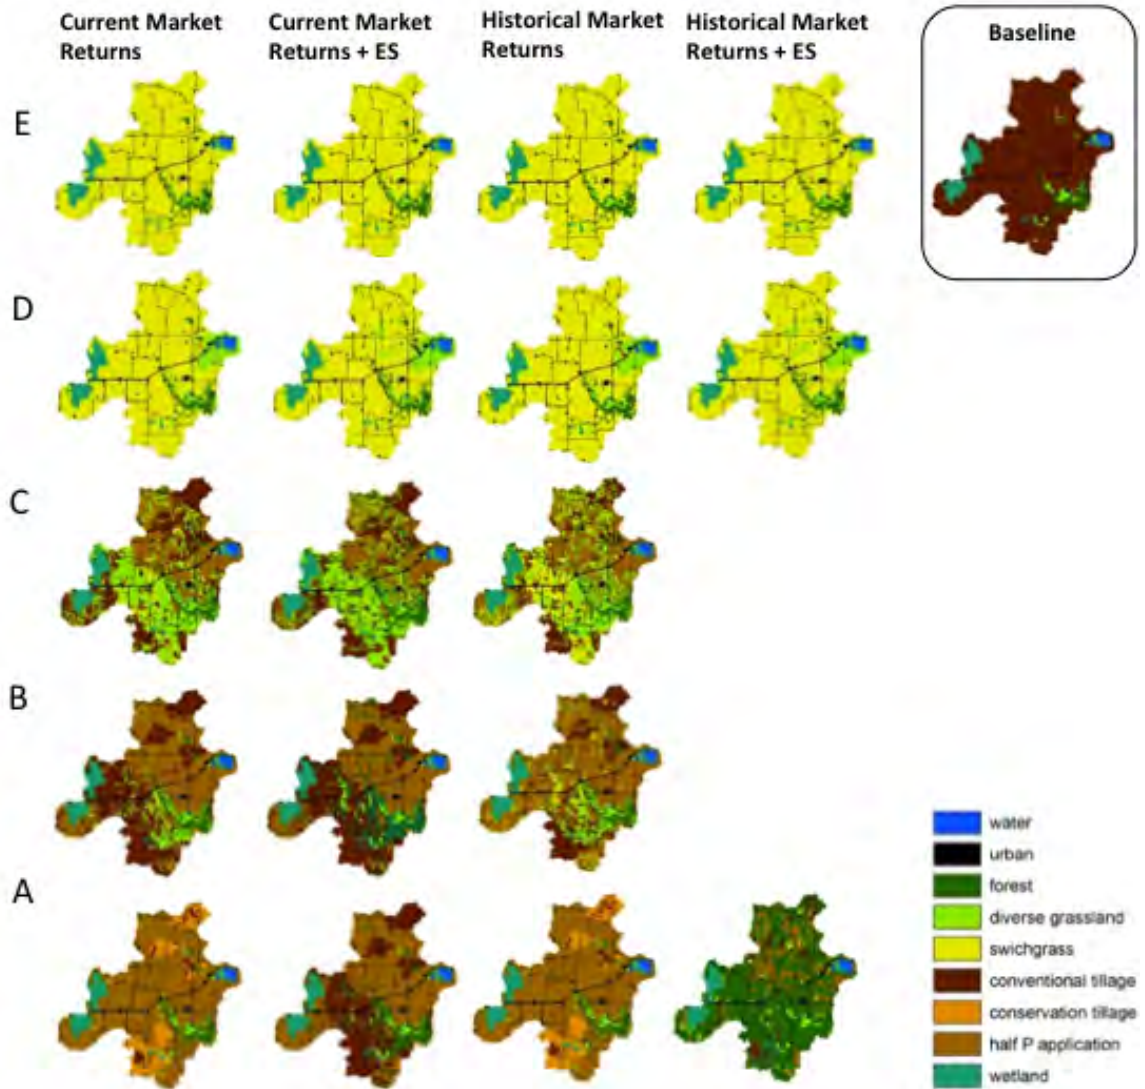 Current Market
Returns
Current Market
Returns + ES
Historical Market
Returns
Historical Market
Returns + ES
Baseline
E
D
C
B
A
water
urban
forest
diverse grassland
swichgrass
conventional tillage
conservation tillage
half P application
wetland